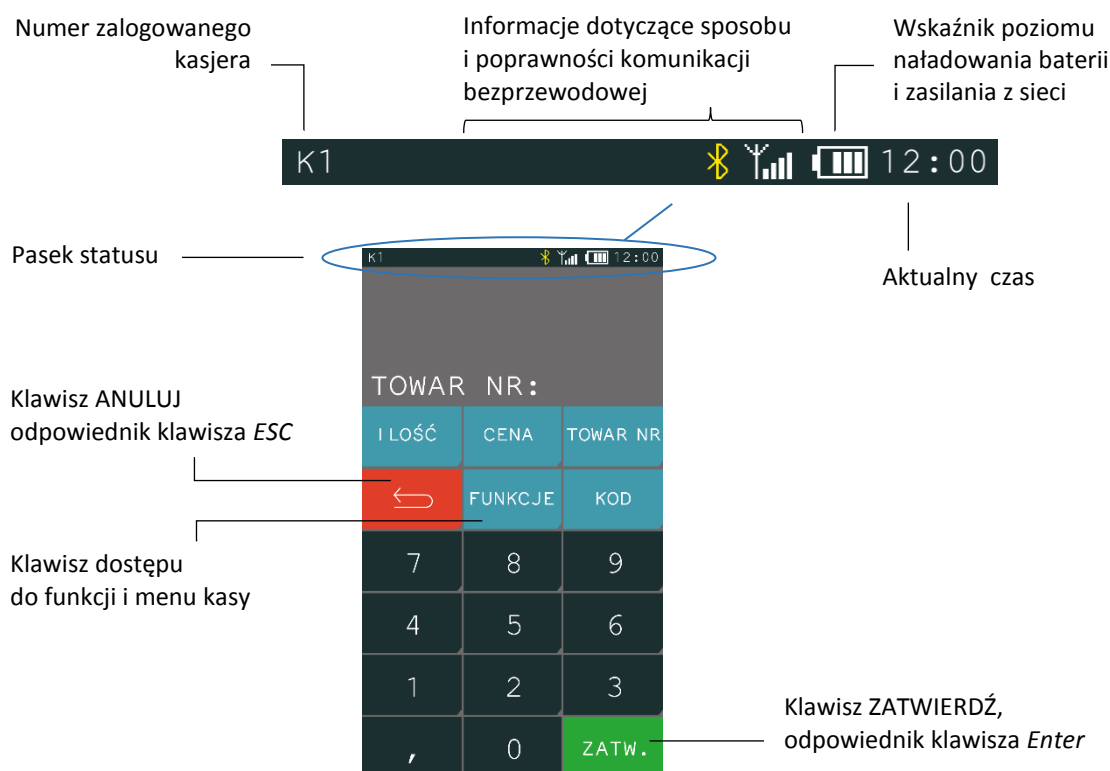 Numer zalogowanego
kasjera
Informacje dotyczące sposobu
i poprawności komunikacji
bezprzewodowej
Wskaźnik poziomu
naładowania baterii
i zasilania z sieci
K1
12:00
Pasek statusu
K1
12:00
Aktualny czas
TOWAR NR:
Klawisz ANULUJ
odpowiednik klawisza ESC
ILOŚĆ CENA TOWAR NR
FUNKCJE KOD
Klawisz dostępu
do funkcji i menu kasy
7 8 9
4 5 6
1 2 3
, 0 ZATW.
Klawisz ZATWIERDŹ,
odpowiednik klawisza Enter